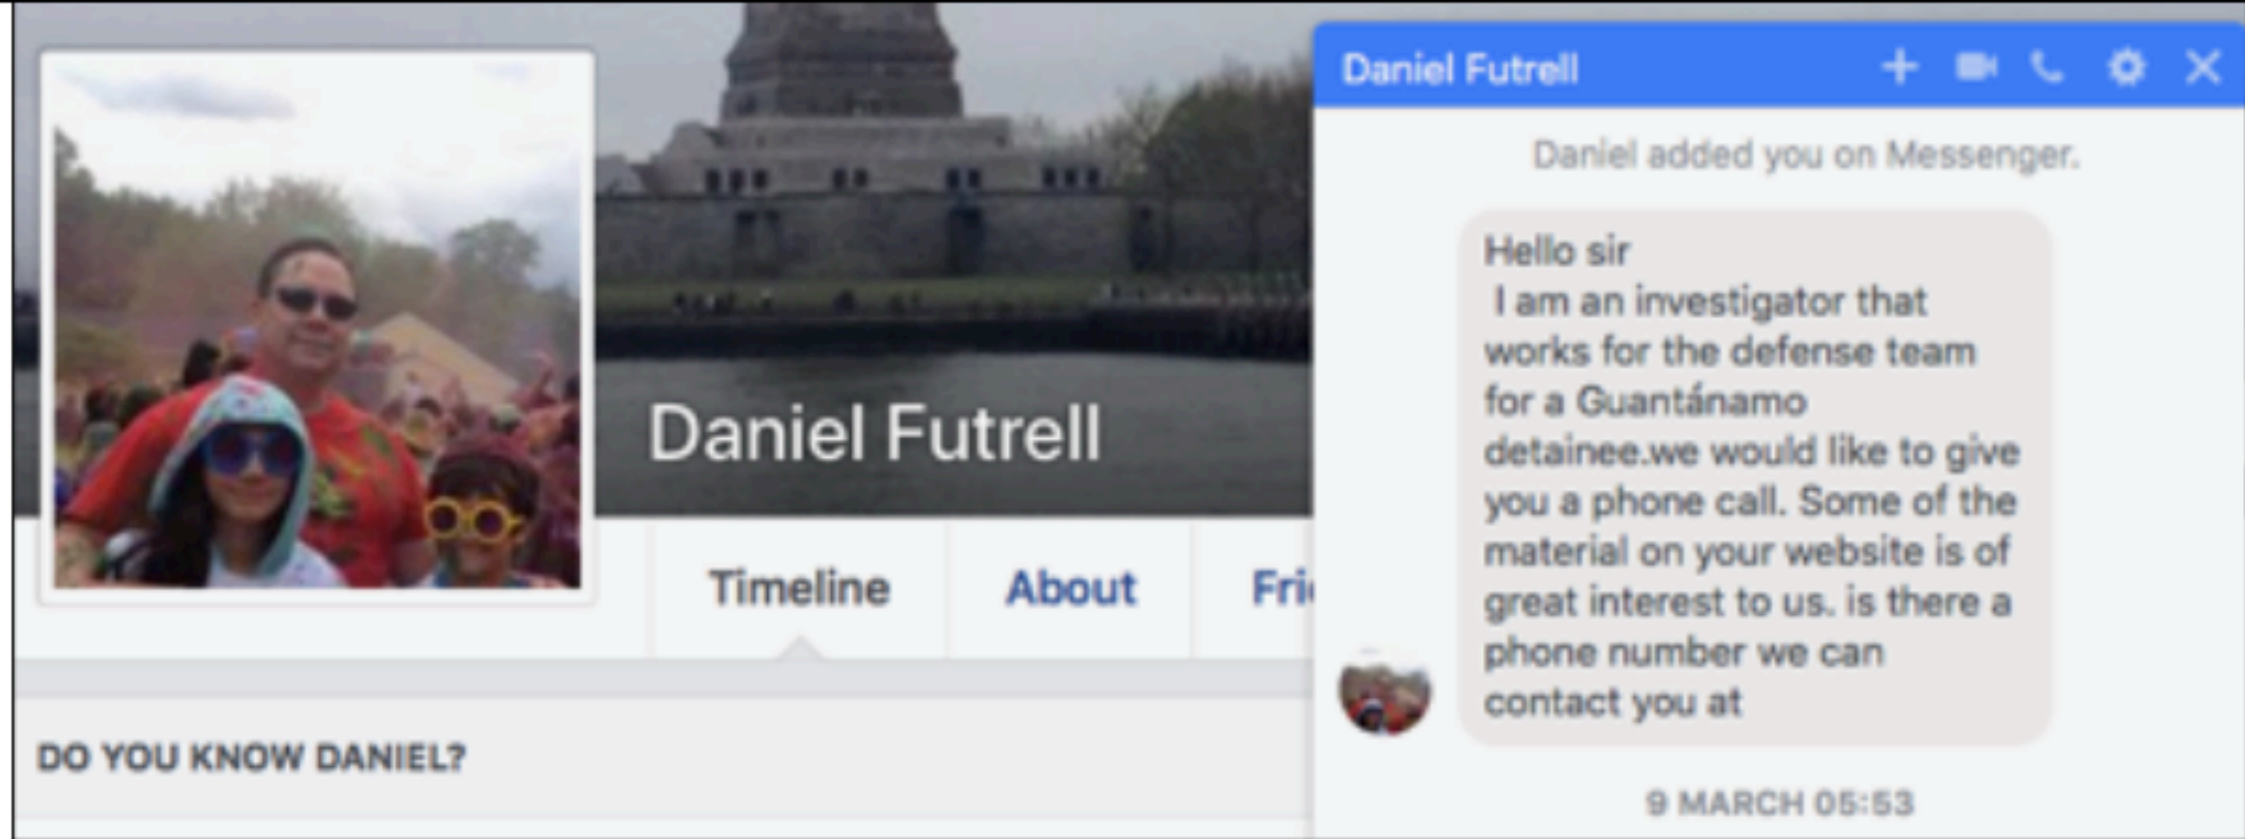 Daniel Futrell
Timeline
About
Fri
DO YOU KNOW DANIEL?
Daniel Futrell
Daniel added you on Messenger.
Hello sir
I am an investigator that
works for the defense team
for a Guantánamo
detainee.we would like to give
you a phone call. Some of the
material on your website is of
great interest to us. is there a
phone number we can
contact you at
9 MARCH 05:53